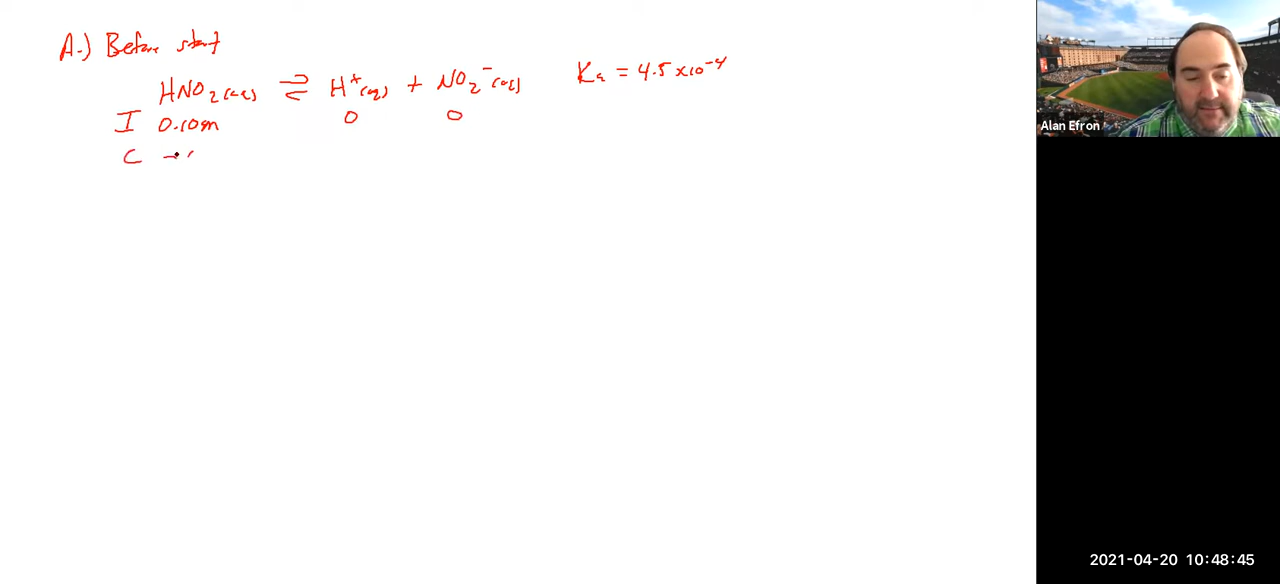 A.) Before start
HNO₂(aq) ⇌ H⁺(aq) + NO₂⁻(aq) Ka = 4.5 x10⁻⁴
I 0.10m 0 0
C
Alan Efron
2021-04-20 10:48:45